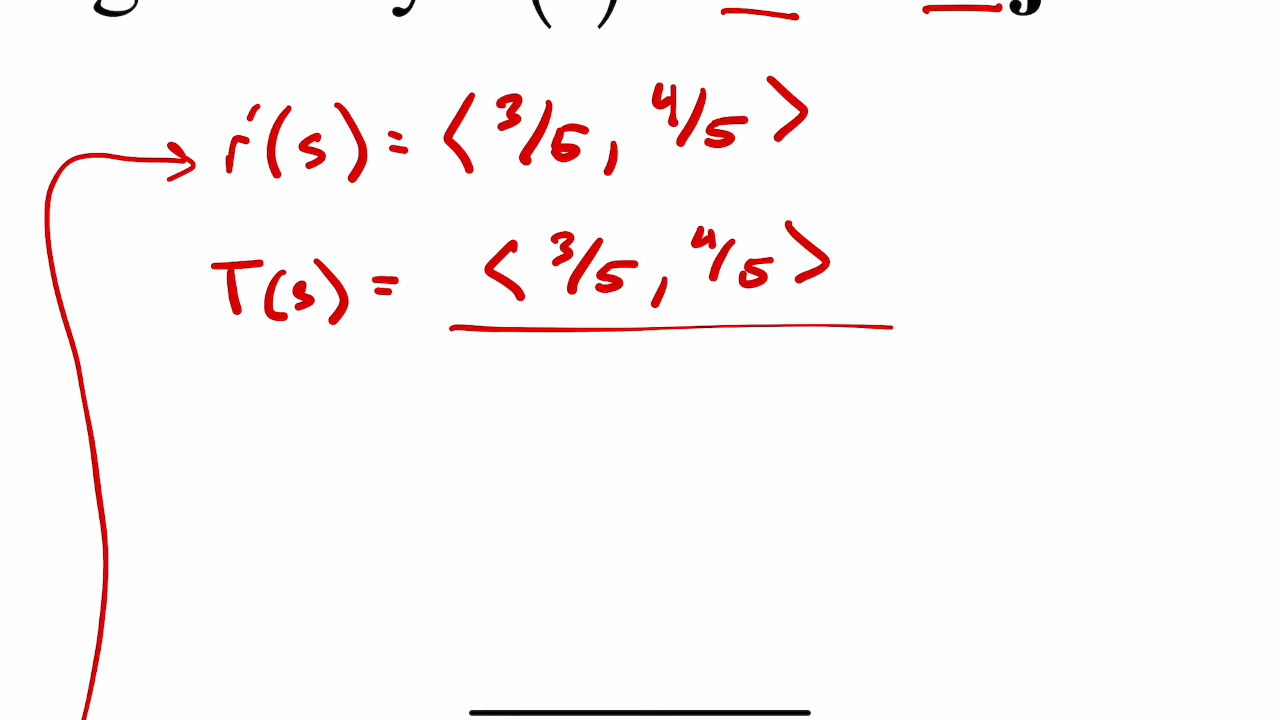 r'(s) = ⟨3/5, 4/5⟩
T(s) = ⟨3/5, 4/5⟩